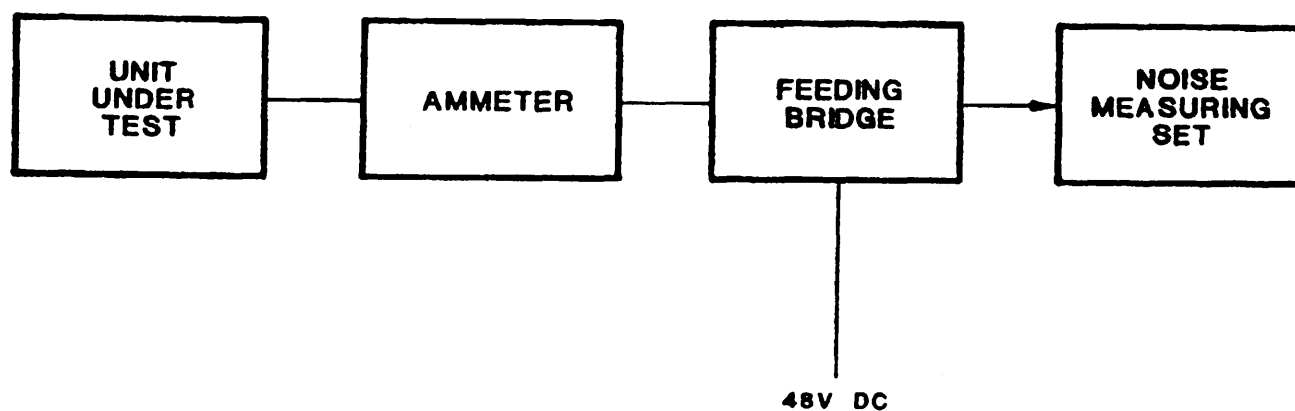 UNIT
UNDER
TEST
AMMETER
FEEDING
BRIDGE
NOISE
MEASURING
SET
48V DC